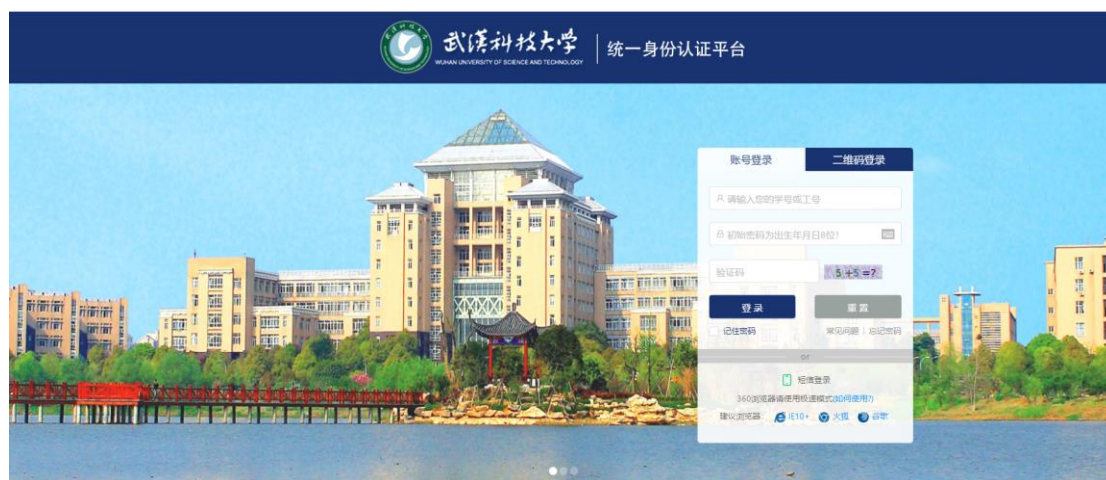 武汉科技大学
WUHAN UNIVERSITY OF SCIENCE AND TECHNOLOGY
统一身份认证平台
账号登录 二维码登录
请输入您的学号或工号
初始密码为出生年月日8位!
验证码 5+5=?
登录 重置
记住密码 常见问题 | 忘记密码
or
短信登录
360浏览器请使用极速模式(如何使用?)
建议浏览器 IE10+ 火狐 谷歌